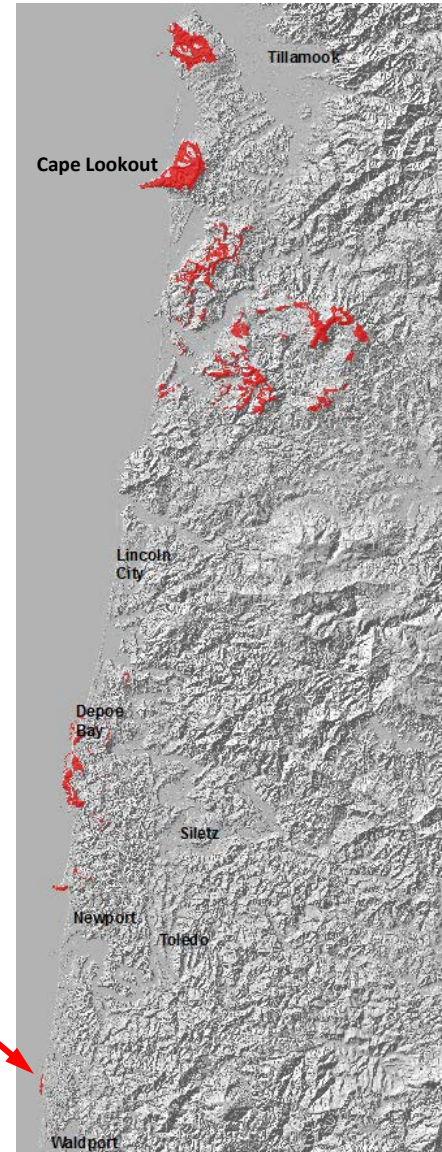 Tillamook
Cape Lookout
Lincoln
City
Depoe
Bay
Siletz
Newport
Toledo
Waldport